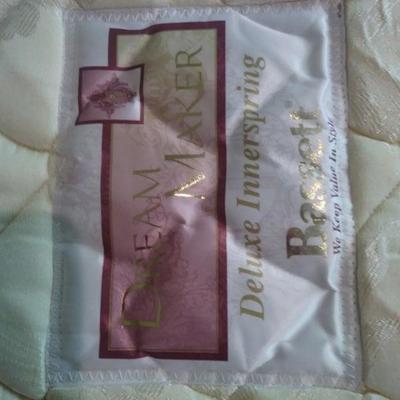 DREAM
MAKER
Deluxe Innerspring
Bassett
We Keep Value In Style